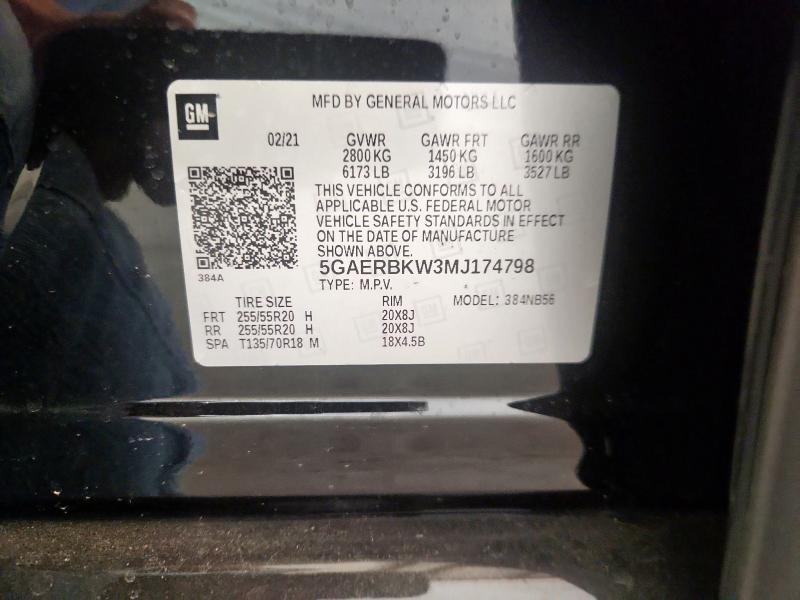 GM
MFD BY GENERAL MOTORS LLC
02/21 GVWR GAWR FRT GAWR RR
2800 KG 1450 KG 1600 KG
6173 LB 3196 LB 3527 LB
THIS VEHICLE CONFORMS TO ALL
APPLICABLE U.S. FEDERAL MOTOR
VEHICLE SAFETY STANDARDS IN EFFECT
ON THE DATE OF MANUFACTURE
SHOWN ABOVE.
384A
5GAERBKW3MJ174798
TYPE: M.P.V.
TIRE SIZE RIM MODEL: 384NB56
FRT 255/55R20 H 20X8J
RR 255/55R20 H 20X8J
SPA T135/70R18 M 18X4.5B